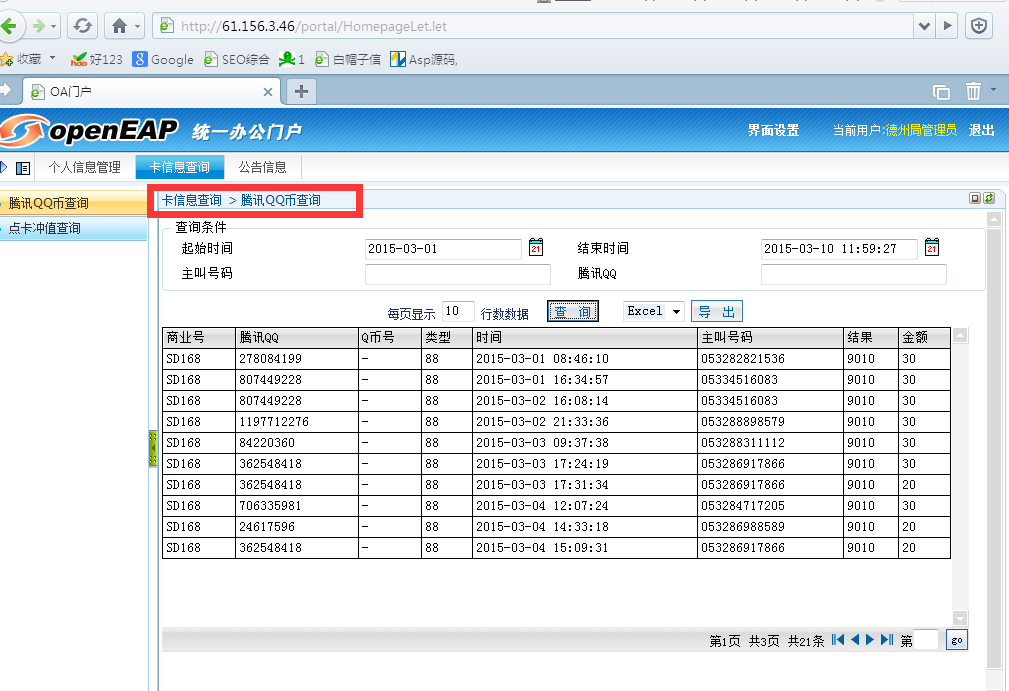 http://61.156.3.46/portal/HomepageLet.let
收藏 好123 Google SEO综合 1 白帽子信 Asp源码,
OA门户
openEAP 统一办公门户 界面设置 当前用户:德州局管理员 退出
个人信息管理 卡信息查询 公告信息
腾讯QQ币查询
点卡冲值查询
卡信息查询 > 腾讯QQ币查询
查询条件
起始时间 2015-03-01 21 结束时间 2015-03-10 11:59:27 21
主叫号码 腾讯QQ
每页显示 10 行数数据 查 询 Excel 导 出
商业号 腾讯QQ Q币号 类型 时间 主叫号码 结果 金额
SD168 278084199 - 88 2015-03-01 08:46:10 053282821536 9010 30
SD168 807449228 - 88 2015-03-01 16:34:57 05334516083 9010 30
SD168 807449228 - 88 2015-03-02 16:08:14 05334516083 9010 30
SD168 1197712276 - 88 2015-03-02 21:33:36 053288898579 9010 30
SD168 84220360 - 88 2015-03-03 09:37:38 053288311112 9010 30
SD168 362548418 - 88 2015-03-03 17:24:19 053286917866 9010 30
SD168 362548418 - 88 2015-03-03 17:31:34 053286917866 9010 20
SD168 706335981 - 88 2015-03-04 12:07:24 053284717205 9010 30
SD168 24617596 - 88 2015-03-04 14:33:18 053286988589 9010 20
SD168 362548418 - 88 2015-03-04 15:09:31 053286917866 9010 20
第1页 共3页 共21条 第 go